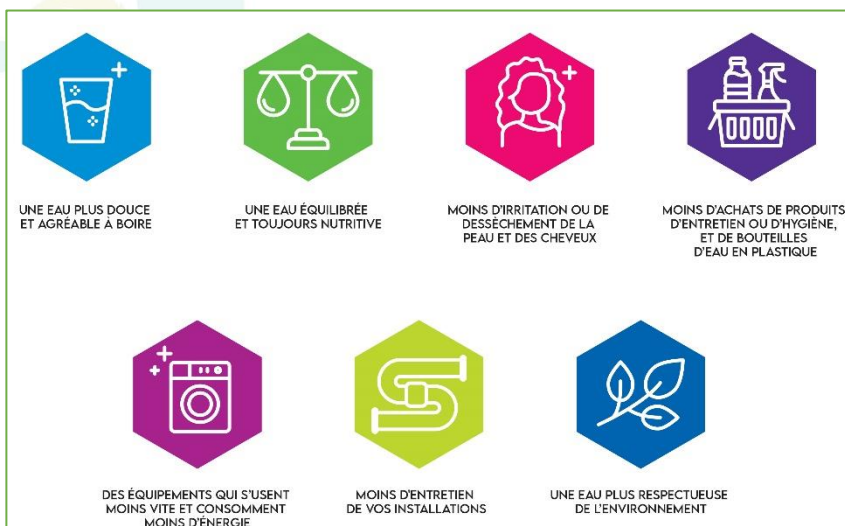 UNE EAU PLUS DOUCE
ET AGRÉABLE À BOIRE
UNE EAU ÉQUILIBRÉE
ET TOUJOURS NUTRITIVE
MOINS D'IRRITATION OU DE
DESSÈCHEMENT DE LA
PEAU ET DES CHEVEUX
MOINS D'ACHATS DE PRODUITS
D'ENTRETIEN OU D'HYGIÈNE,
ET DE BOUTEILLES
D'EAU EN PLASTIQUE
DES ÉQUIPEMENTS QUI S'USENT
MOINS VITE ET CONSOMMENT
MOINS D'ÉNERGIE
MOINS D'ENTRETIEN
DE VOS INSTALLATIONS
UNE EAU PLUS RESPECTUEUSE
DE L'ENVIRONNEMENT